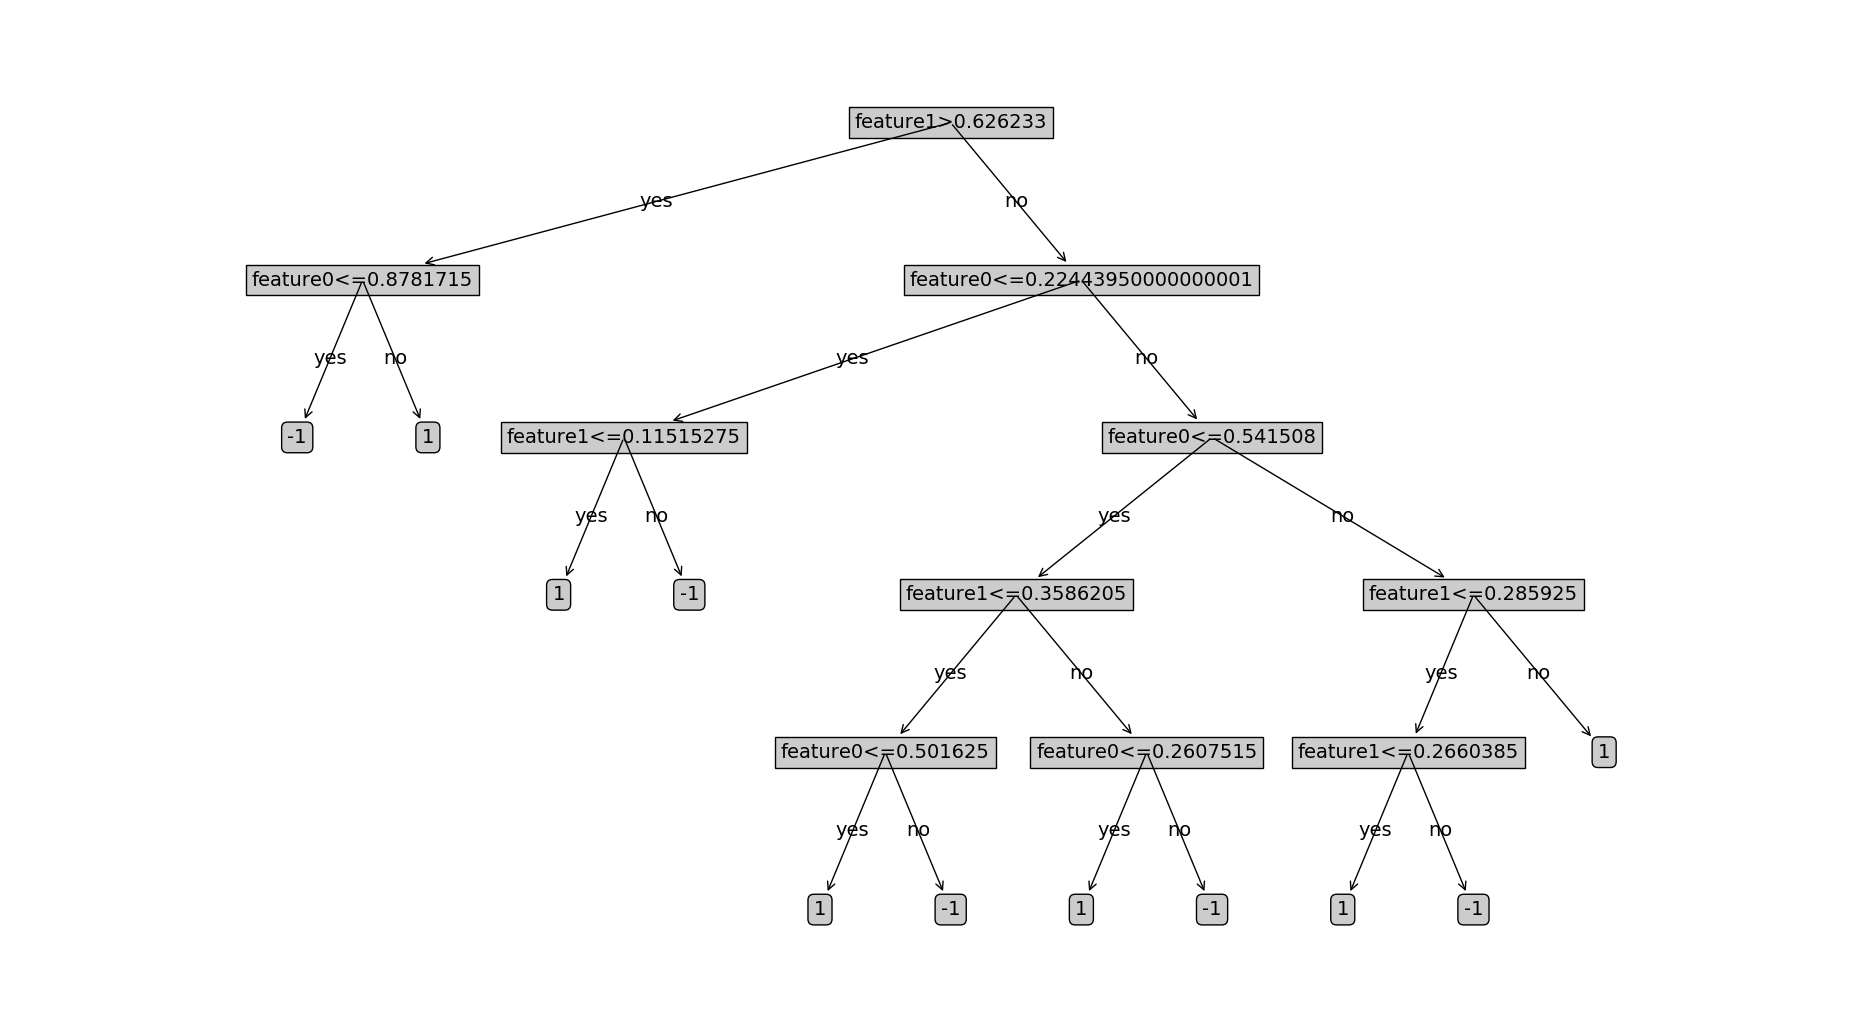 feature1>0.626233
yes
no
feature0<=0.8781715
feature0<=0.22443950000000001
yes
no
yes
no
-1
1
feature1<=0.11515275
feature0<=0.541508
yes
no
yes
no
1
-1
feature1<=0.3586205
feature1<=0.285925
yes
no
yes
no
feature0<=0.501625
feature0<=0.2607515
feature1<=0.2660385
1
yes
no
yes
no
yes
no
1
-1
1
-1
1
-1